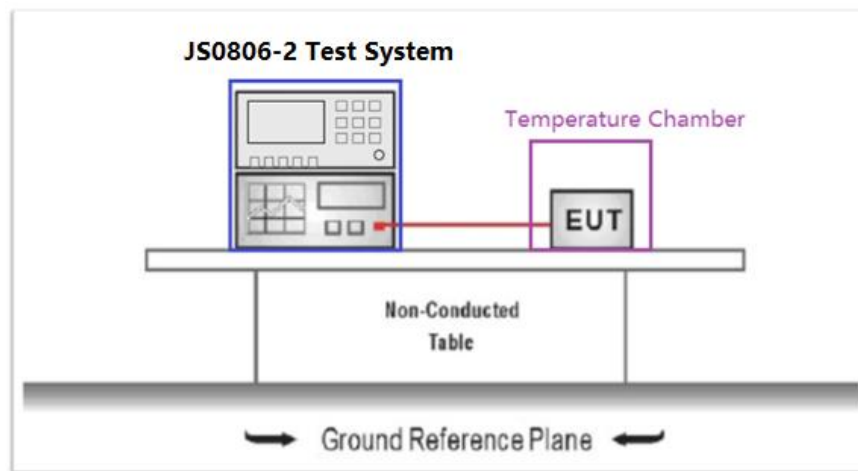 JS0806-2 Test System
Temperature Chamber
EUT
Non-Conducted
Table
Ground Reference Plane